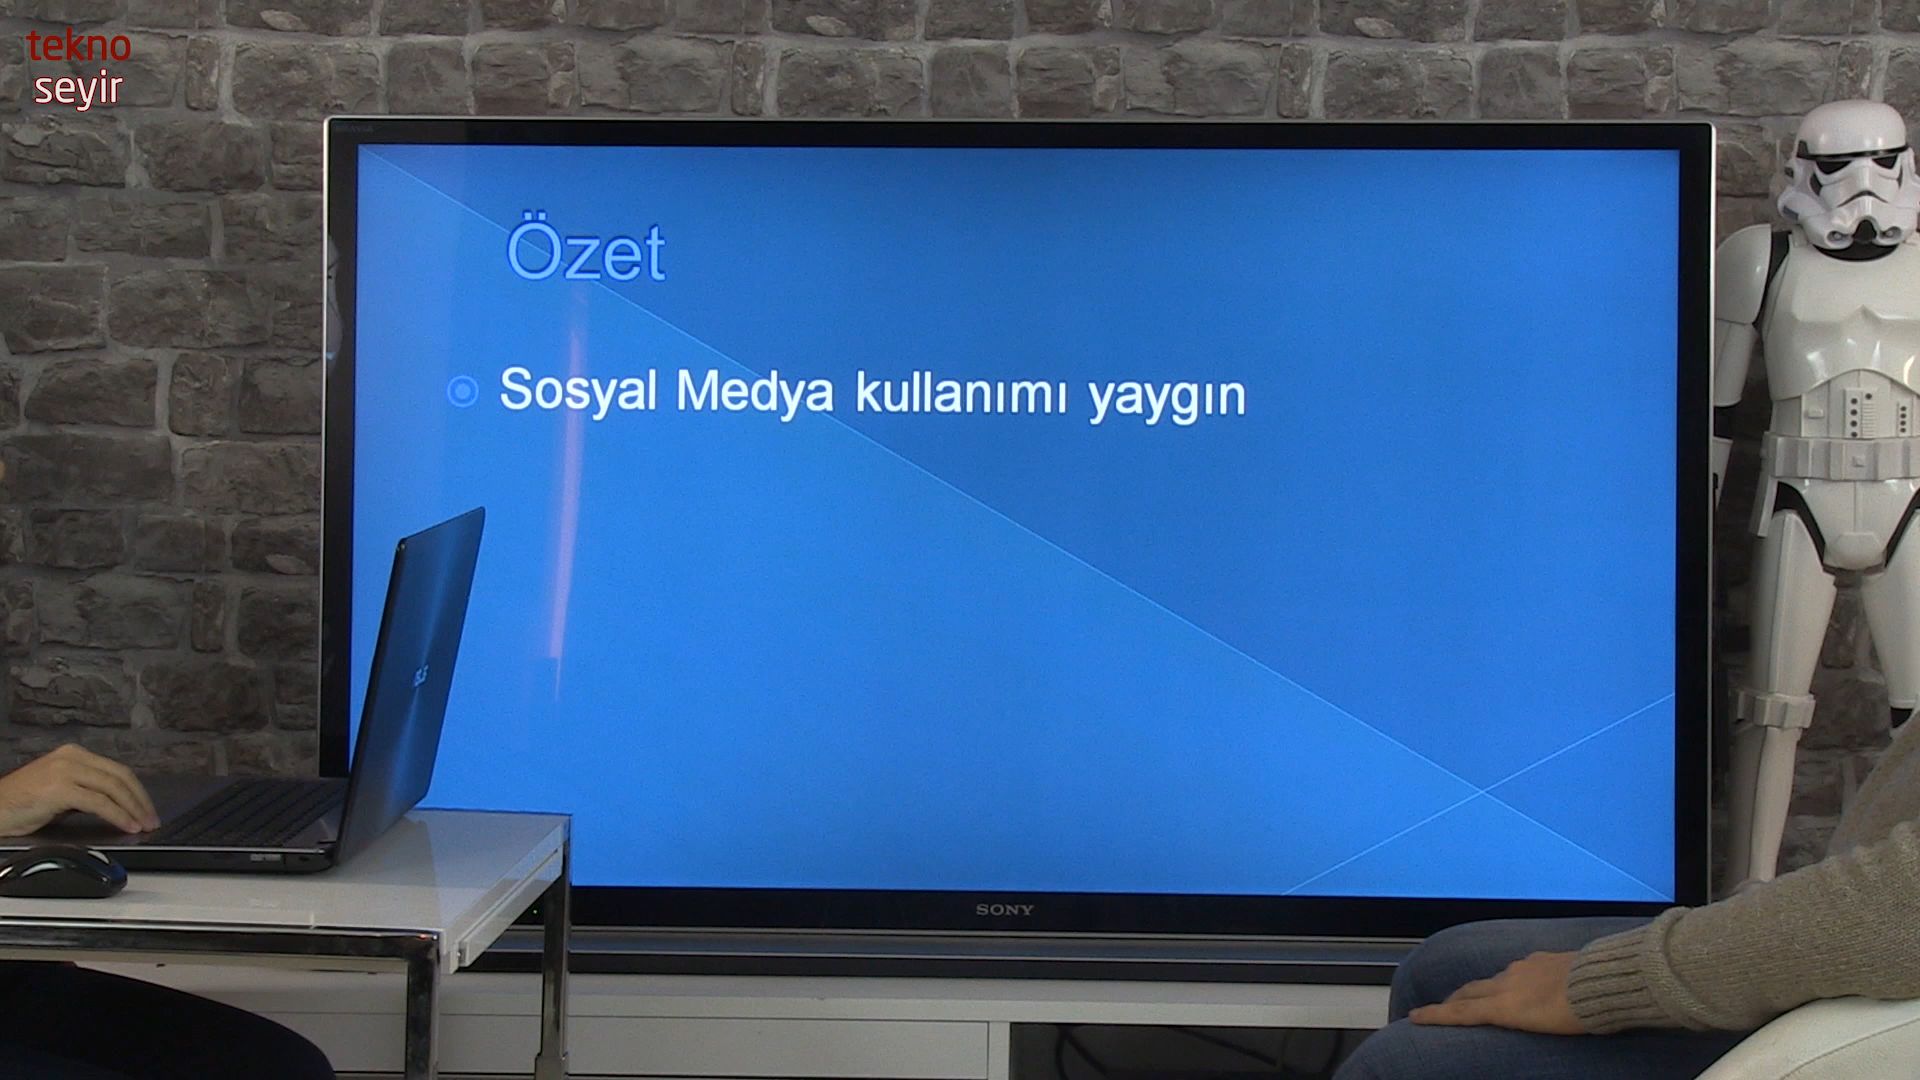 tekno
seyir
Özet
Sosyal Medya kullanımı yaygın
SONY